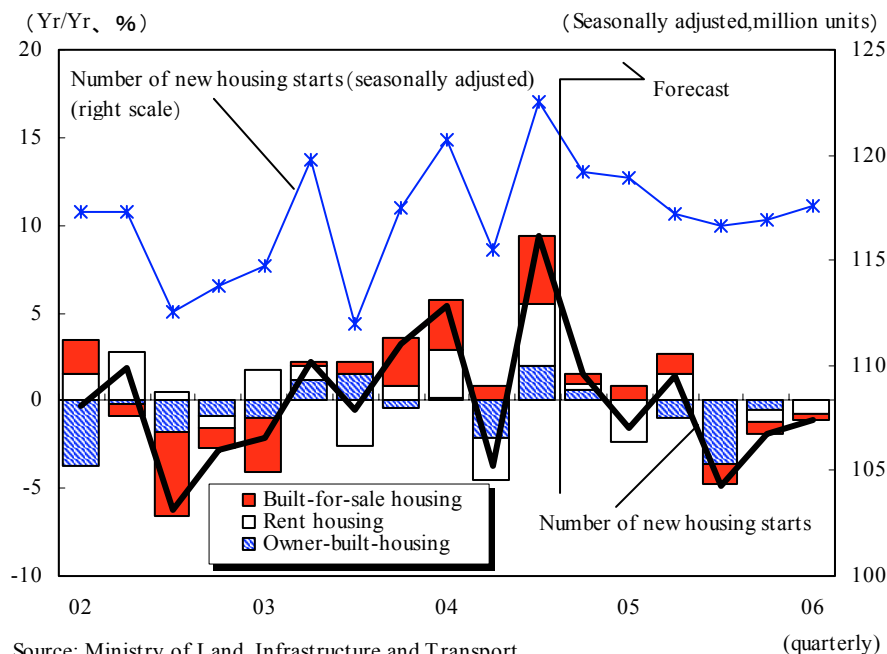 (Yr/Yr、%)
(Seasonally adjusted,million units)
20
125
Number of new housing starts (seasonally adjusted)
(right scale)
Forecast
15
120
10
115
5
110
0
105
-5
Built-for-sale housing
Rent housing
Owner-built-housing
Number of new housing starts
-10
100
02
03
04
05
06
(quarterly)
Source: Ministry of Land, Infrastructure and Transport